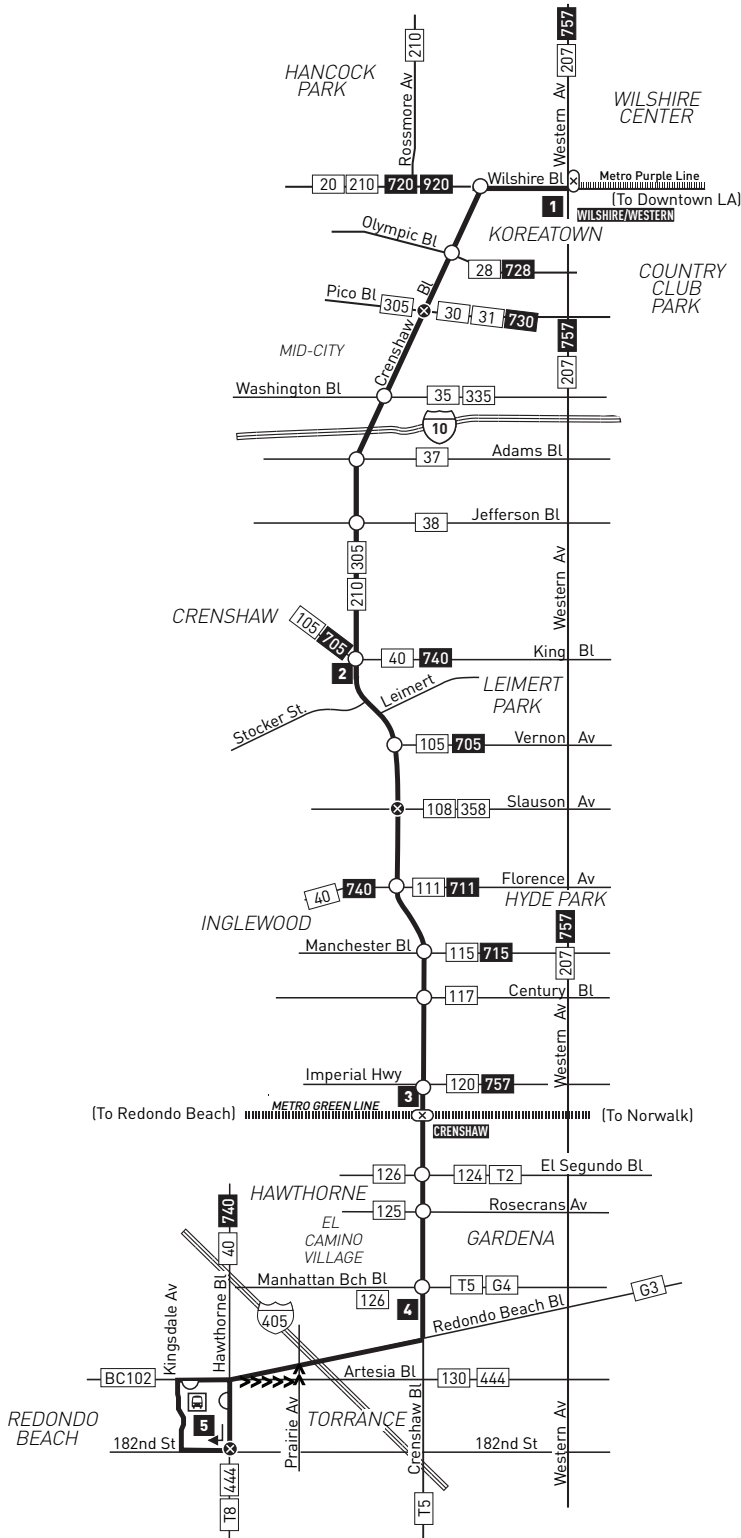 757
207
210
HANCOCK
PARK
Rossmore Av
Western Av
WILSHIRE
CENTER
20 210 720 920
Wilshire Bl
Metro Purple Line
(To Downtown LA)
1
WILSHIRE/WESTERN
Olympic Bl
KOREATOWN
28 728
COUNTRY
CLUB
PARK
Pico Bl
305
30 31 730
Crenshaw Bl
757
207
MID-CITY
Washington Bl
35 335
10
37
Adams Bl
38
Jefferson Bl
210 305
Western Av
CRENSHAW
105 705
40 740
King Bl
2
Leimert
LEIMERT
PARK
Stocker St.
105 705
Vernon Av
108 358
Slauson Av
40 740
111 711
Florence Av
HYDE PARK
INGLEWOOD
757
207
Manchester Bl
115 715
117
Century Bl
Western Av
Imperial Hwy
120 757
3
(To Redondo Beach)
METRO GREEN LINE
(To Norwalk)
CRENSHAW
126
124 T2
El Segundo Bl
HAWTHORNE
740
40
125
Rosecrans Av
EL
CAMINO
VILLAGE
GARDENA
Manhattan Bch Bl
T5 G4
126
4
G3
Redondo Beach Bl
405
Kingsdale Av
Hawthorne Bl
BC102
Artesia Bl
130 444
REDONDO
BEACH
5
Prairie Av
TORRANCE
Crenshaw Bl
Western Av
182nd St
182nd St
T8 444
T5